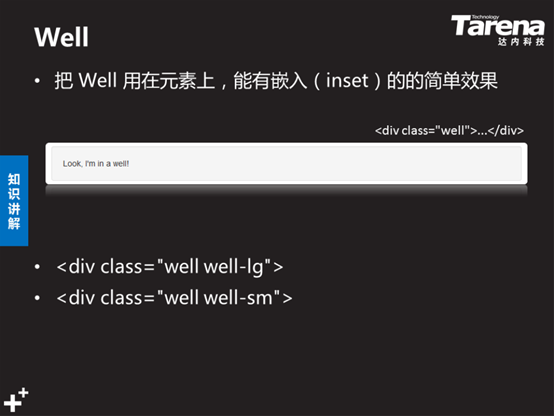 Well
Technology
Tarena
达内科技
• 把 Well 用在元素上，能有嵌入（inset）的的简单效果
<div class="well">...</div>
Look, I'm in a well!
知识讲解
• <div class="well well-lg">
• <div class="well well-sm">